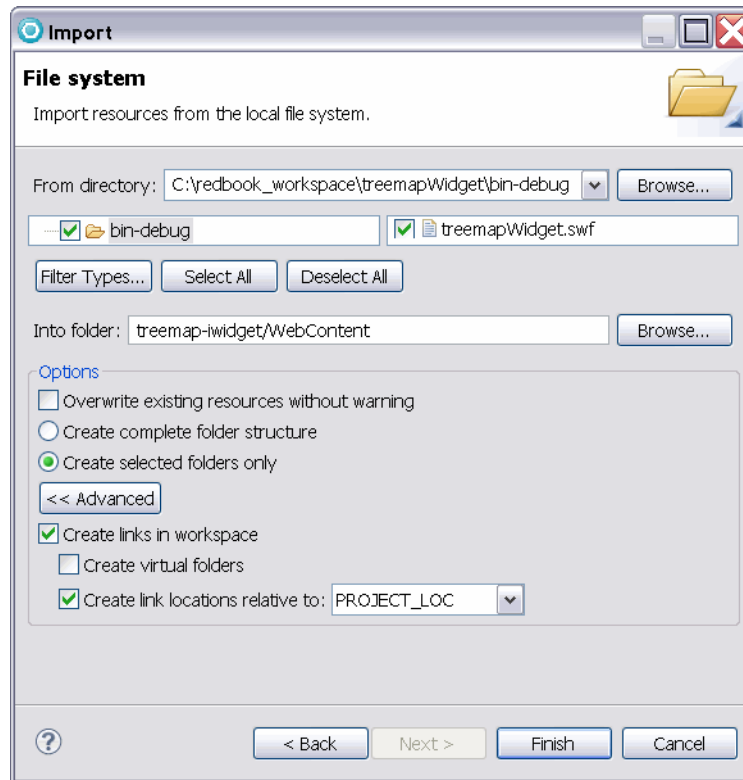 Import
File system
Import resources from the local file system.
From directory: C:\redbook_workspace\treemapWidget\bin-debug Browse...
bin-debug treemapWidget.swf
Filter Types... Select All Deselect All
Into folder: treemap-iwidget/WebContent Browse...
Options
Overwrite existing resources without warning
Create complete folder structure
Create selected folders only
<< Advanced
Create links in workspace
Create virtual folders
Create link locations relative to: PROJECT_LOC
? < Back Next > Finish Cancel